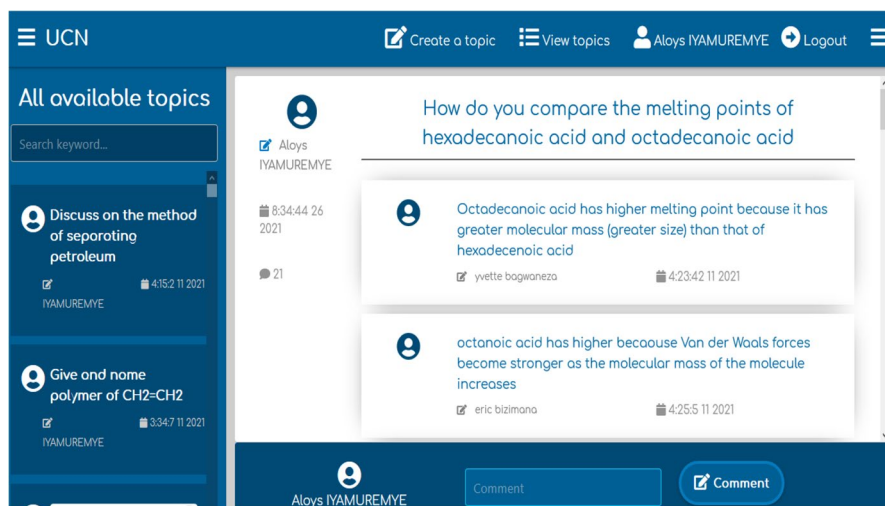 UCN
Create a topic
View topics
Aloys IYAMUREMYE
Logout
All available topics
Search keyword...
Discuss on the method
of separating
petroleum
4:15:2 11 2021
IYAMUREMYE
Give and name
polymer of CH2=CH2
3:34:7 11 2021
IYAMUREMYE
Aloys
IYAMUREMYE
8:34:44 26
2021
21
How do you compare the melting points of
hexadecanoic acid and octadecanoic acid
Octadecanoic acid has higher melting point because it has
greater molecular mass (greater size) than that of
hexadecenoic acid
yvette bagwaneza
4:23:42 11 2021
octanoic acid has higher becaouse Van der Waals forces
become stronger as the molecular mass of the molecule
increases
eric bizimana
4:25:5 11 2021
Aloys IYAMUREMYE
Comment
Comment